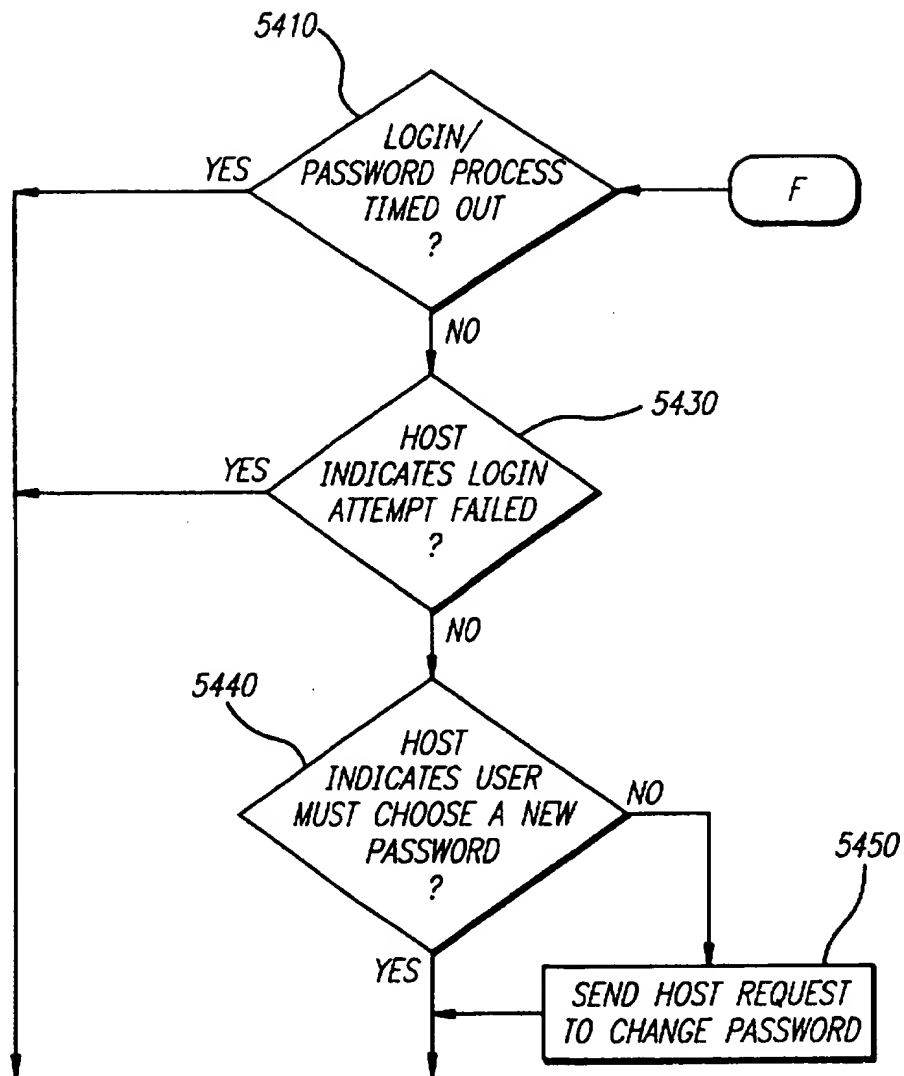 5410
LOGIN/
PASSWORD PROCESS
TIMED OUT
?
YES
F
NO
5430
HOST
INDICATES LOGIN
ATTEMPT FAILED
?
YES
NO
5440
HOST
INDICATES USER
MUST CHOOSE A NEW
PASSWORD
?
NO
5450
YES
SEND HOST REQUEST
TO CHANGE PASSWORD